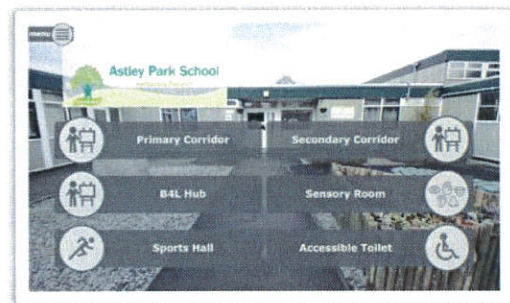 menu
Astley Park School
Primary Corridor
Secondary Corridor
B4L Hub
Sensory Room
Sports Hall
Accessible Toilet